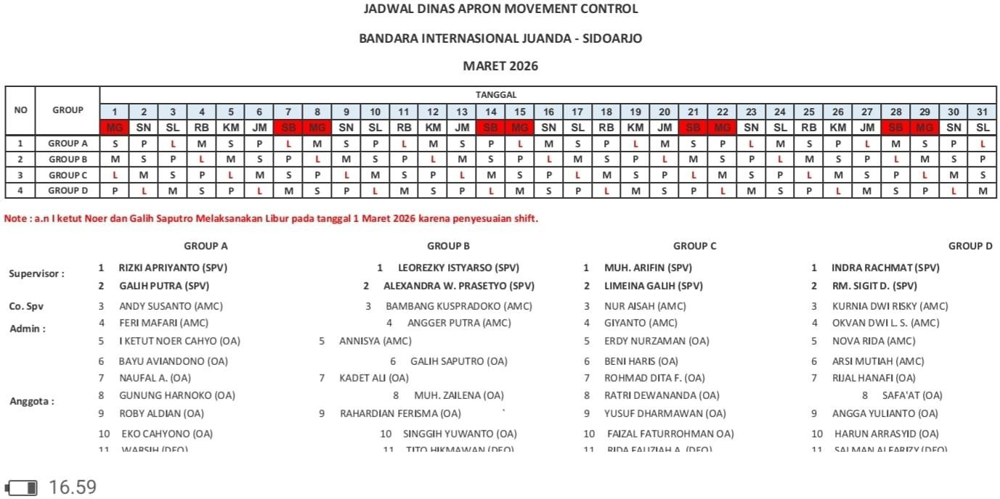 JADWAL DINAS APRON MOVEMENT CONTROL
BANDARA INTERNASIONAL JUANDA - SIDOARJO
MARET 2026
NO GROUP TANGGAL
1 2 3 4 5 6 7 8 9 10 11 12 13 14 15 16 17 18 19 20 21 22 23 24 25 26 27 28 29 30 31
MG SN SL RB KM JM SB MG SN SL RB KM JM SB MG SN SL RB KM JM SB MG SN SL RB KM JM SB MG SN SL
1 GROUP A S P L M S P L M S P L M S P L M S P L M S P L M S P L M S P L
2 GROUP B M S P L M S P L M S P L M S P L M S P L M S P L M S P L M S P
3 GROUP C L M S P L M S P L M S P L M S P L M S P L M S P L M S P L M S
4 GROUP D P L M S P L M S P L M S P L M S P L M S P L M S P L M S P L M
Note : a.n I ketut Noer dan Galih Saputro Melaksanakan Libur pada tanggal 1 Maret 2026 karena penyesuaian shift.
GROUP A GROUP B GROUP C GROUP D
Supervisor : 1 RIZKI APRIYANTO (SPV) 1 LEOREZKY ISTYARSO (SPV) 1 MUH. ARIFIN (SPV) 1 INDRA RACHMAT (SPV)
2 GALIH PUTRA (SPV) 2 ALEXANDRA W. PRASETYO (SPV) 2 LIMEINA GALIH (SPV) 2 RM. SIGIT D. (SPV)
Co. Spv 3 ANDY SUSANTO (AMC) 3 BAMBANG KUSPRADOKO (AMC) 3 NUR AISAH (AMC) 3 KURNIA DWI RISKY (AMC)
Admin : 4 FERI MAFARI (AMC) 4 ANGGER PUTRA (AMC) 4 GIYANTO (AMC) 4 OKVAN DWI L. S. (AMC)
5 I KETUT NOER CAHYO (OA) 5 ANNISYA (AMC) 5 ERDY NURZAMAN (OA) 5 NOVA RIDA (AMC)
6 BAYU AVIANDONO (OA) 6 GALIH SAPUTRO (OA) 6 BENI HARIS (OA) 6 ARSI MUTIAH (AMC)
7 NAUFAL A. (OA) 7 KADET ALI (OA) 7 ROHMAD DITA F. (OA) 7 RIJAL HANAFI (OA)
Anggota : 8 GUNUNG HARNOKO (OA) 8 MUH. ZAILENA (OA) 8 RATRI DEWANANDA (OA) 8 SAFA'AT (OA)
9 ROBY ALDIAN (OA) 9 RAHARDIAN FERISMA (OA) 9 YUSUF DHARMAWAN (OA) 9 ANGGA YULIANTO (OA)
10 EKO CAHYONO (OA) 10 SINGGIH YUWANTO (OA) 10 FAIZAL FATURROHMAN OA) 10 HARUN ARRASYID (OA)
11 WARSIH (DEO) 11 TITO HIKMAWAN (DEO) 11 RIDA FAUZIAH A. (DEO) 11 SALMAN ALFARIZY (DEO)
16.59